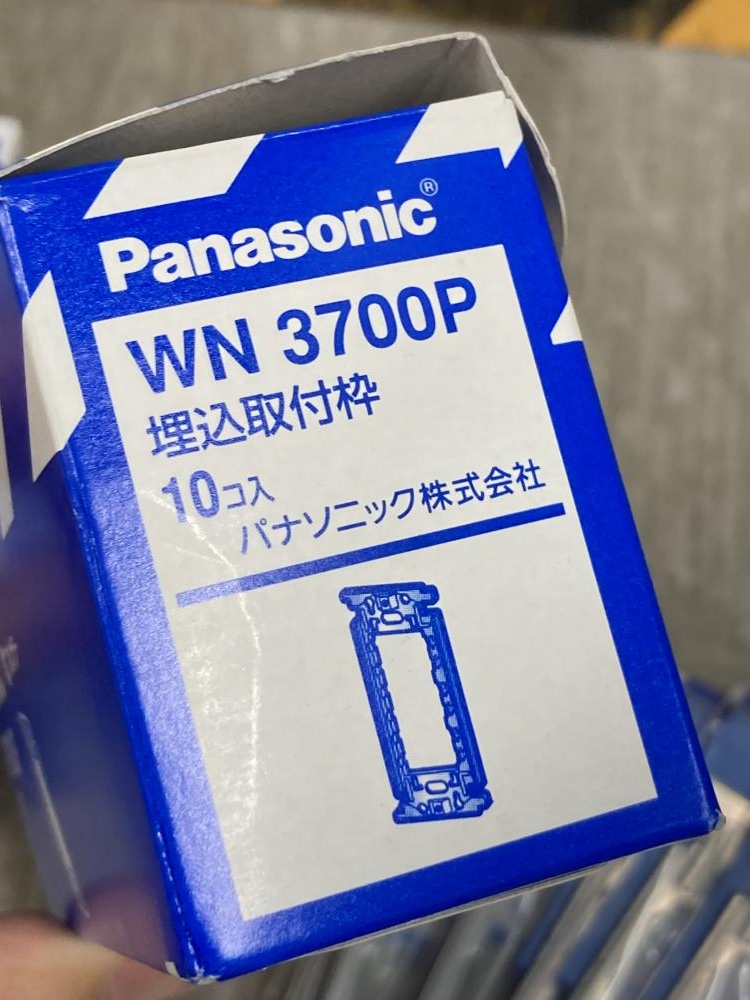 Panasonic®
WN 3700P
埋込取付枠
10コ入
パナソニック株式会社